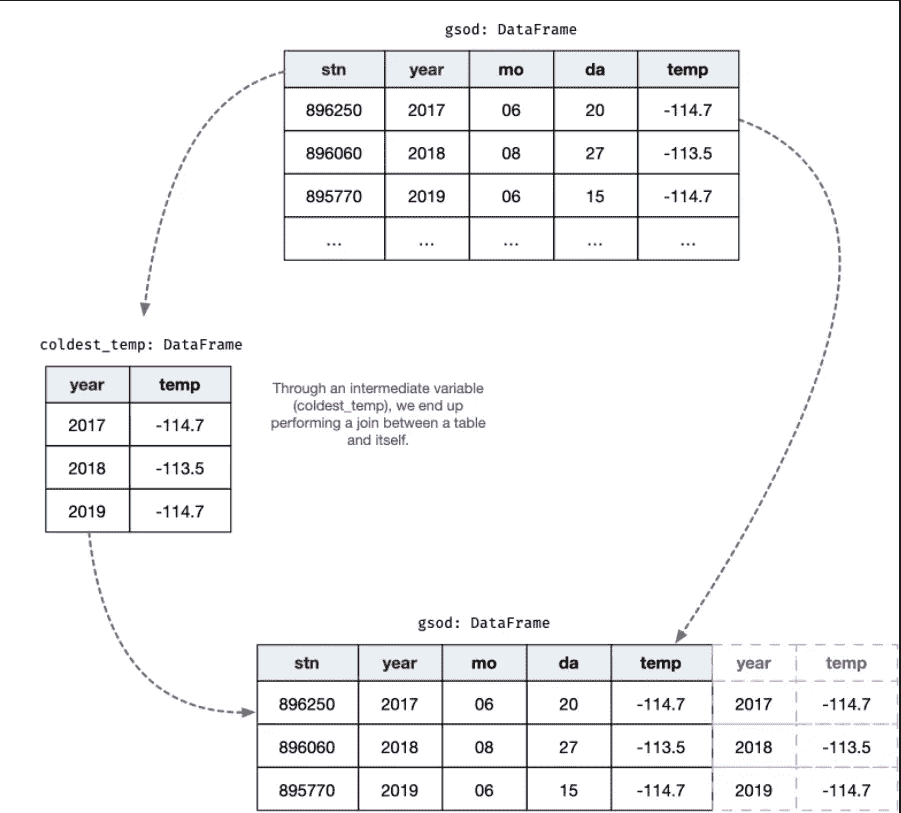 gsod: DataFrame
stn year mo da temp
896250 2017 06 20 -114.7
896060 2018 08 27 -113.5
895770 2019 06 15 -114.7
... ... ... ... ...
coldest_temp: DataFrame
year temp
2017 -114.7
2018 -113.5
2019 -114.7
Through an intermediate variable
(coldest_temp), we end up
performing a join between a table
and itself.
gsod: DataFrame
stn year mo da temp year temp
896250 2017 06 20 -114.7 2017 -114.7
896060 2018 08 27 -113.5 2018 -113.5
895770 2019 06 15 -114.7 2019 -114.7